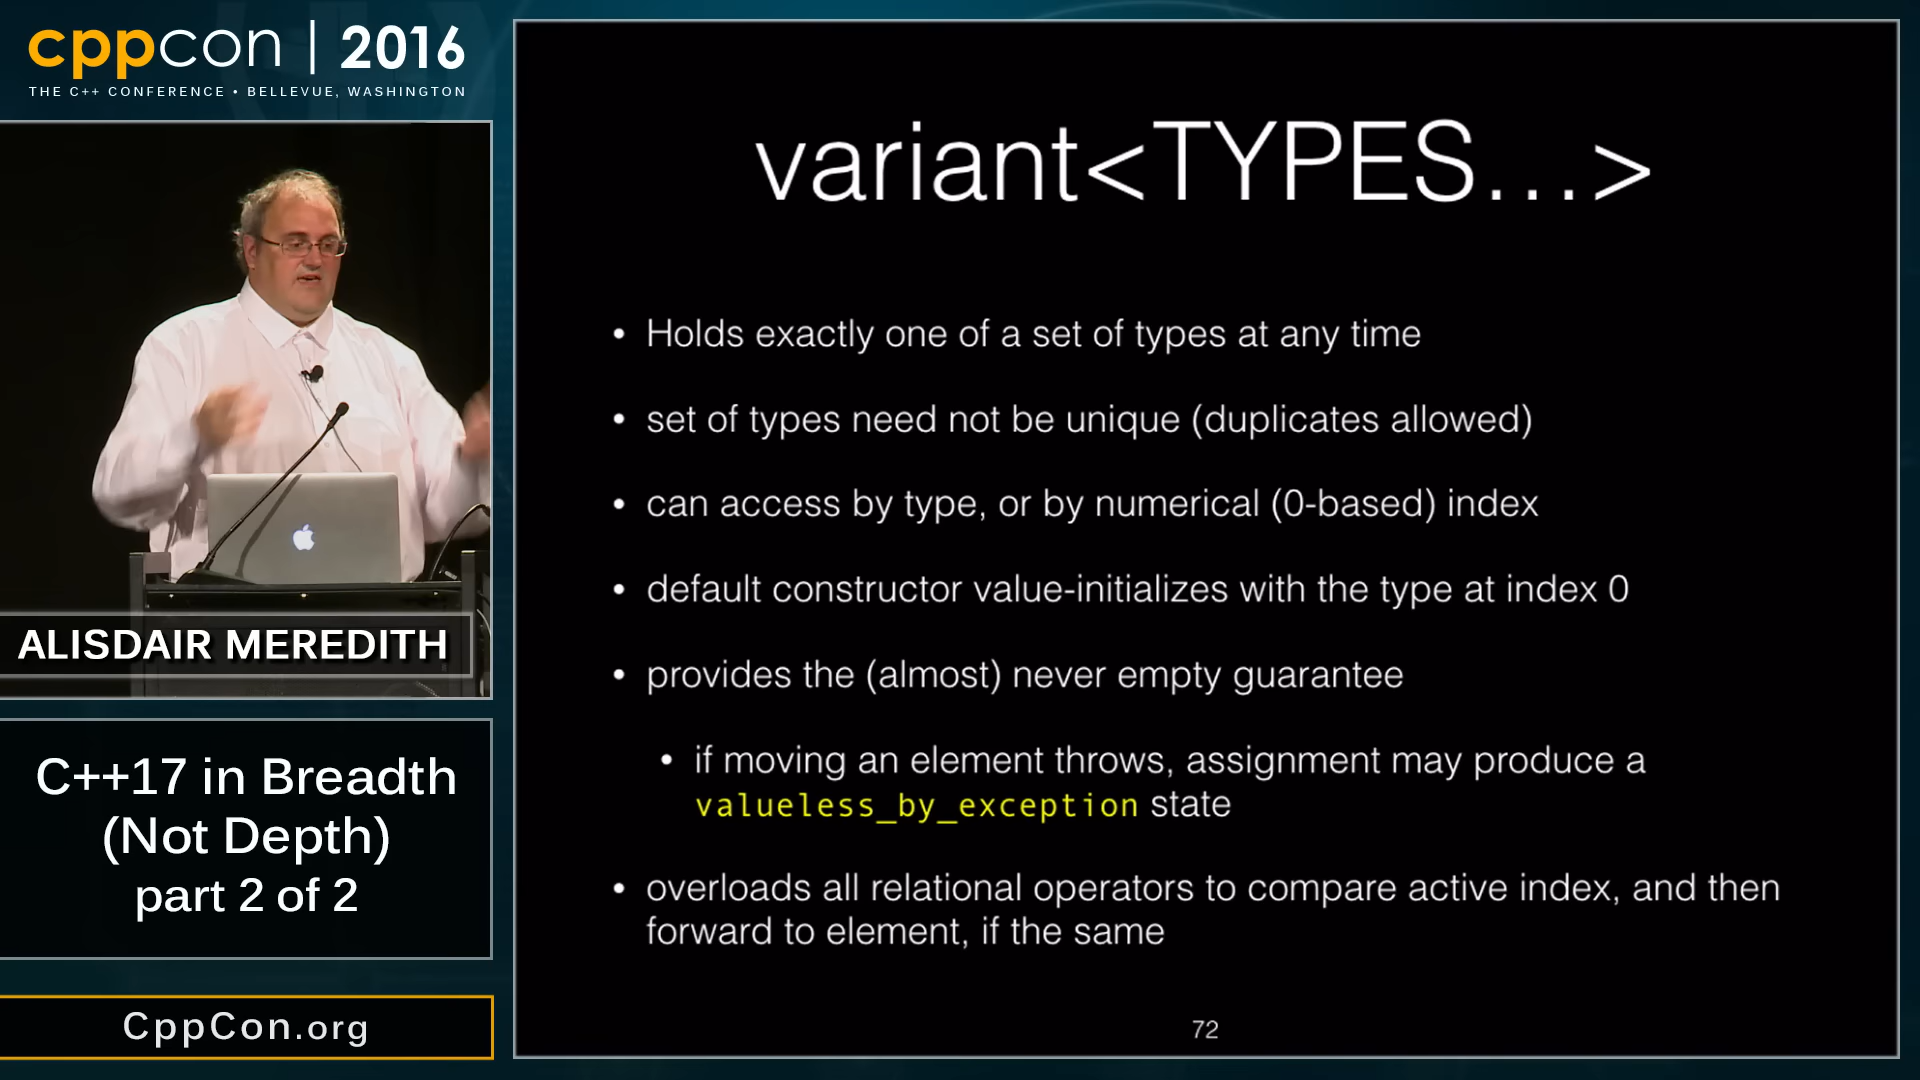 cppcon | 2016
THE C++ CONFERENCE • BELLEVUE, WASHINGTON
ALISDAIR MEREDITH
C++17 in Breadth
(Not Depth)
part 2 of 2
CppCon.org
variant<TYPES…>
• Holds exactly one of a set of types at any time
• set of types need not be unique (duplicates allowed)
• can access by type, or by numerical (0-based) index
• default constructor value-initializes with the type at index 0
• provides the (almost) never empty guarantee
• if moving an element throws, assignment may produce a
valueless_by_exception state
• overloads all relational operators to compare active index, and then
forward to element, if the same
72